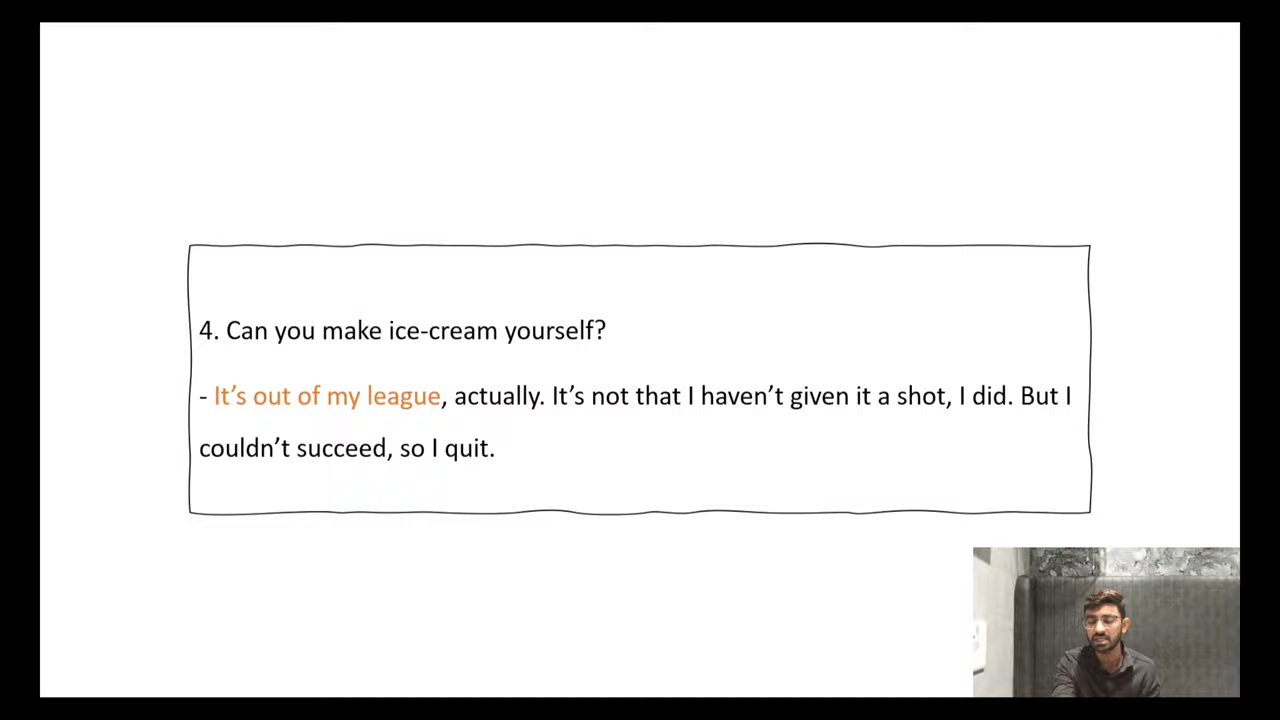 4. Can you make ice-cream yourself?
- It’s out of my league, actually. It’s not that I haven’t given it a shot, I did. But I
couldn’t succeed, so I quit.